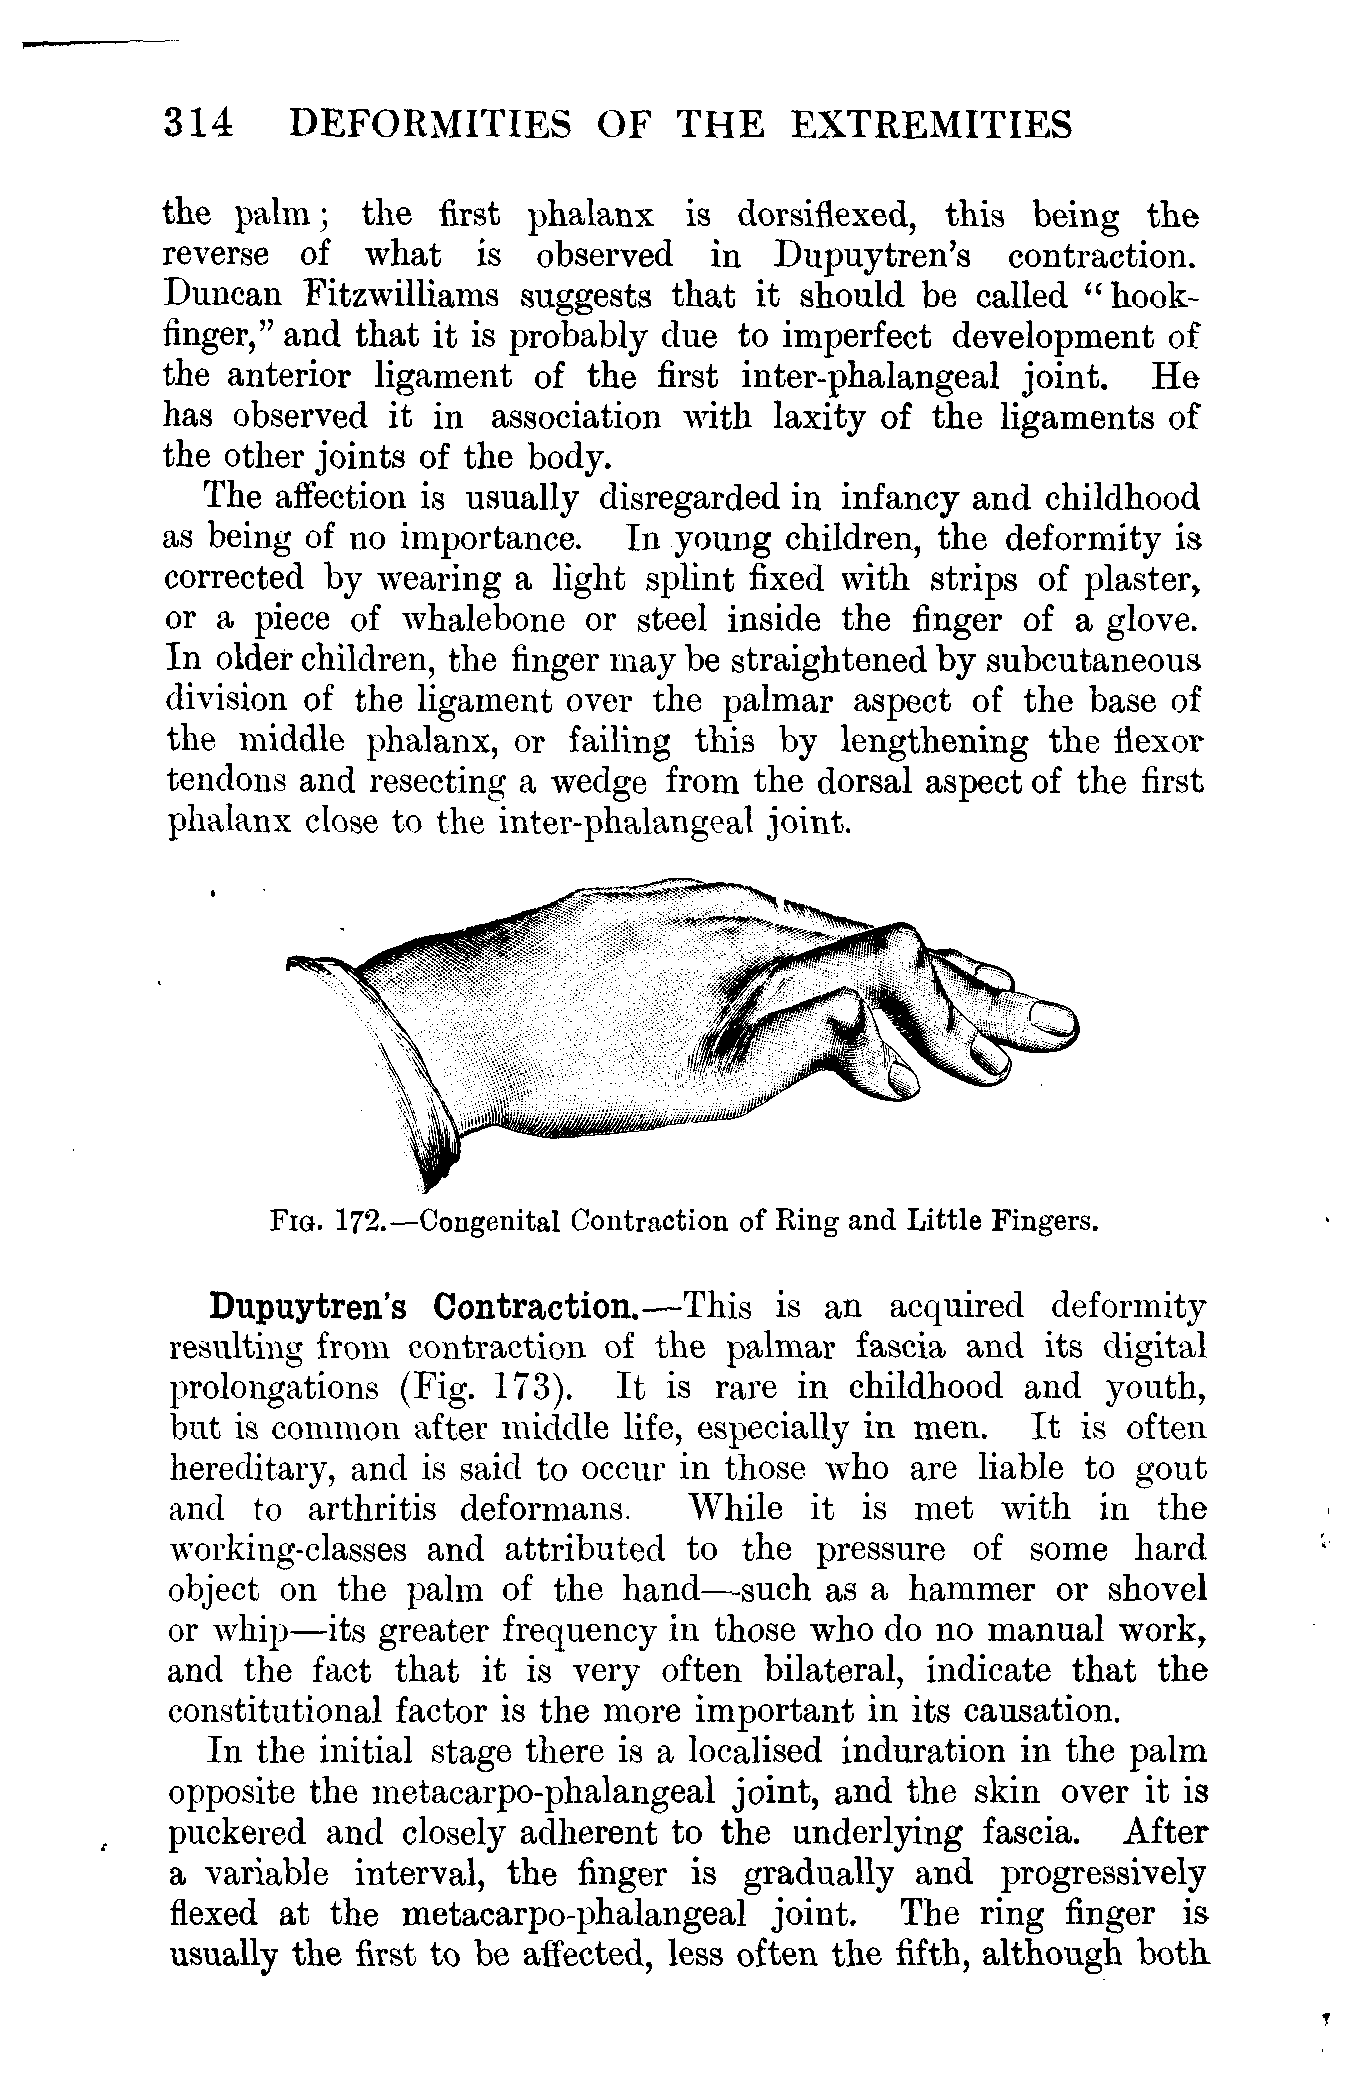 314 DEFORMITIES OF THE EXTREMITIES
the palm; the first phalanx is dorsiflexed, this being the
reverse of what is observed in Dupuytren's contraction.
Duncan Fitzwilliams suggests that it should be called "hook-
finger," and that it is probably due to imperfect development of
the anterior ligament of the first inter-phalangeal joint. He
has observed it in association with laxity of the ligaments of
the other joints of the body.
The affection is usually disregarded in infancy and childhood
as being of no importance. In young children, the deformity is
corrected by wearing a light splint fixed with strips of plaster,
or a piece of whalebone or steel inside the finger of a glove.
In older children, the finger may be straightened by subcutaneous
division of the ligament over the palmar aspect of the base of
the middle phalanx, or failing this by lengthening the flexor
tendons and resecting a wedge from the dorsal aspect of the first
phalanx close to the inter-phalangeal joint.
FIG. 172.—Congenital Contraction of Ring and Little Fingers.
Dupuytren's Contraction.—This is an acquired deformity
resulting from contraction of the palmar fascia and its digital
prolongations (Fig. 173). It is rare in childhood and youth,
but is common after middle life, especially in men. It is often
hereditary, and is said to occur in those who are liable to gout
and to arthritis deformans. While it is met with in the
working-classes and attributed to the pressure of some hard
object on the palm of the hand—such as a hammer or shovel
or whip—its greater frequency in those who do no manual work,
and the fact that it is very often bilateral, indicate that the
constitutional factor is the more important in its causation.
In the initial stage there is a localised induration in the palm
opposite the metacarpo-phalangeal joint, and the skin over it is
puckered and closely adherent to the underlying fascia. After
a variable interval, the finger is gradually and progressively
flexed at the metacarpo-phalangeal joint. The ring finger is
usually the first to be affected, less often the fifth, although both